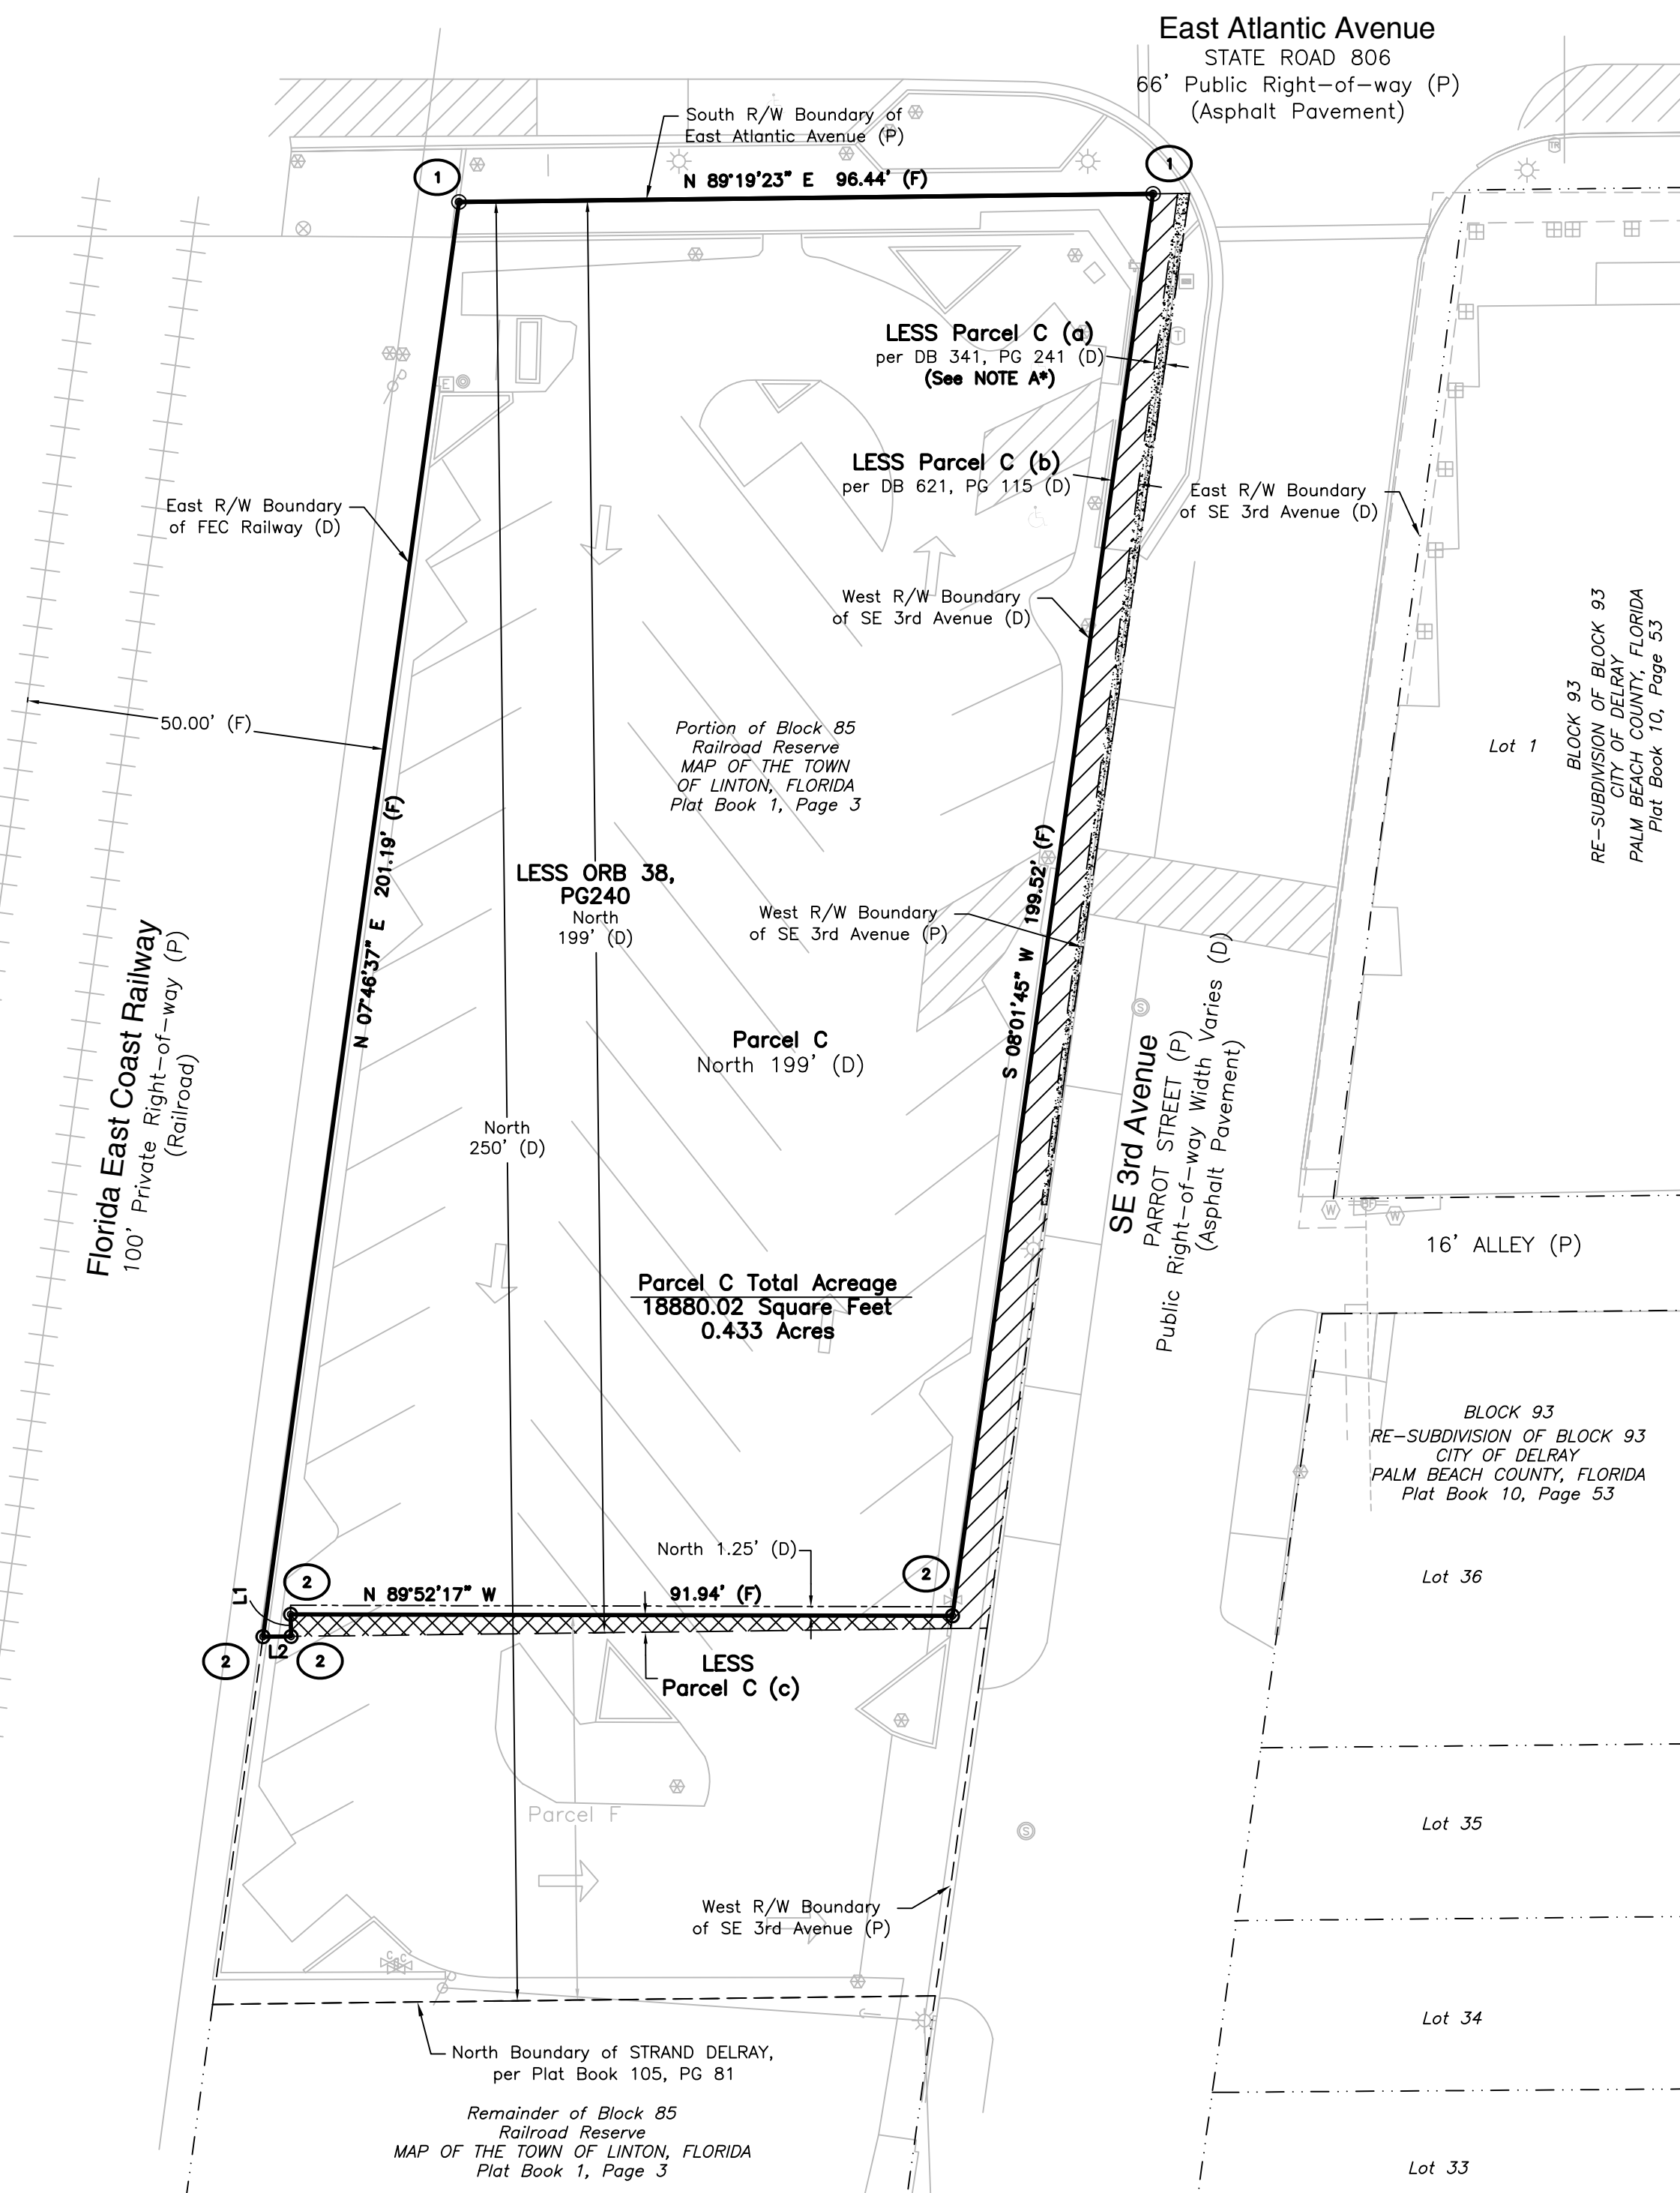 East Atlantic Avenue
STATE ROAD 806
66' Public Right-of-way (P)
(Asphalt Pavement)
South R/W Boundary of
East Atlantic Avenue (P)
1
1
N 89°19'23" E 96.44' (F)
TR
T
E
LESS Parcel C (a)
per DB 341, PG 241 (D)
(See NOTE A*)
LESS Parcel C (b)
per DB 621, PG 115 (D)
East R/W Boundary
of SE 3rd Avenue (D)
East R/W Boundary
of FEC Railway (D)
West R/W Boundary
of SE 3rd Avenue (D)
50.00' (F)
Portion of Block 85
Railroad Reserve
MAP OF THE TOWN
OF LINTON, FLORIDA
Plat Book 1, Page 3
Lot 1
BLOCK 93
RE-SUBDIVISION OF BLOCK 93
CITY OF DELRAY
PALM BEACH COUNTY, FLORIDA
Plat Book 10, Page 53
N 07°46'37" E 201.19' (F)
S 08°01'45" W 199.52' (F)
LESS ORB 38,
PG240
North
199' (D)
West R/W Boundary
of SE 3rd Avenue (P)
Parcel C
North 199' (D)
S
Florida East Coast Railway
100' Private Right-of-way (P)
(Railroad)
North
250' (D)
SE 3rd Avenue
PARROT STREET (P)
Public Right-of-way Width Varies (D)
(Asphalt Pavement)
W
W
16' ALLEY (P)
Parcel C Total Acreage
18880.02 Square Feet
0.433 Acres
BLOCK 93
RE-SUBDIVISION OF BLOCK 93
CITY OF DELRAY
PALM BEACH COUNTY, FLORIDA
Plat Book 10, Page 53
North 1.25' (D)
Lot 36
2
2
L1
N 89°52'17" W 91.94' (F)
2
L2
2
LESS
Parcel C (c)
Parcel F
S
Lot 35
West R/W Boundary
of SE 3rd Avenue (P)
C
C
Lot 34
North Boundary of STRAND DELRAY,
per Plat Book 105, PG 81
Remainder of Block 85
Railroad Reserve
MAP OF THE TOWN OF LINTON, FLORIDA
Plat Book 1, Page 3
Lot 33